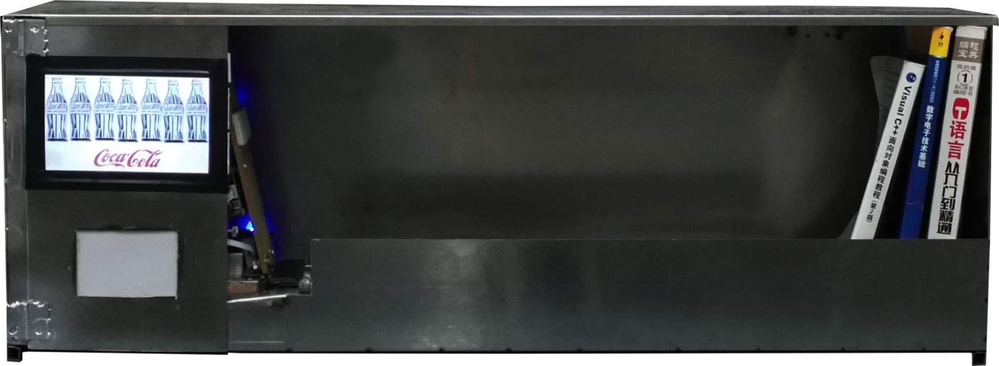 Coca-Cola
Visual C++ 面向对象编程教程(第2版)
数字电子技术基础
编程
宝典
我的第
1
本C语言
编程书
C语言从入门到精通